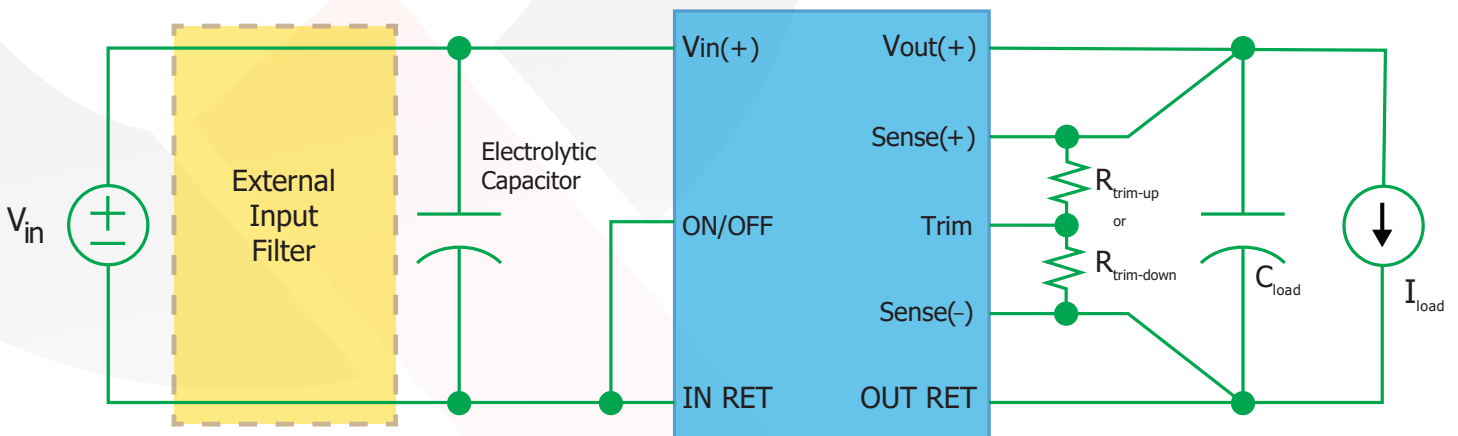 Vin
External
Input
Filter
Electrolytic
Capacitor
Vin(+)
ON/OFF
IN RET
Vout(+)
Sense(+)
Trim
Sense(–)
OUT RET
Rtrim-up
or
Rtrim-down
Cload
Iload